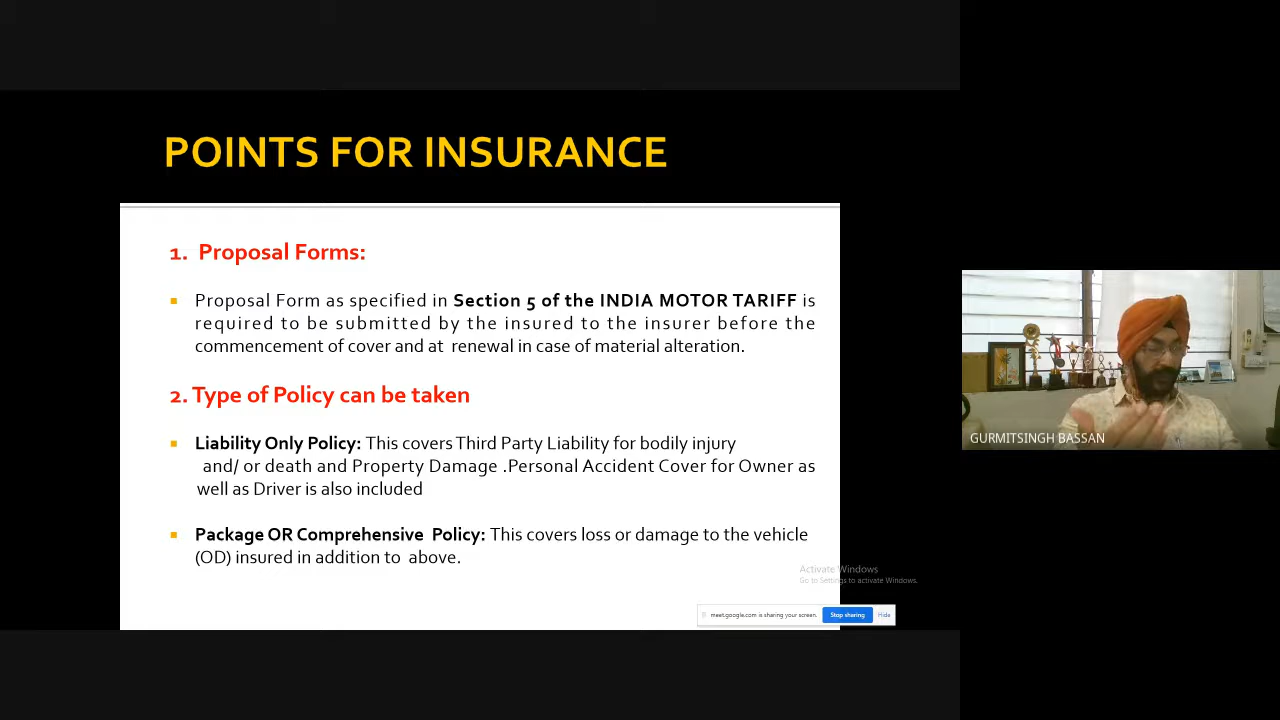 POINTS FOR INSURANCE
1. Proposal Forms:
Proposal Form as specified in Section 5 of the INDIA MOTOR TARIFF is
required to be submitted by the insured to the insurer before the
commencement of cover and at renewal in case of material alteration.
2. Type of Policy can be taken
Liability Only Policy: This covers Third Party Liability for bodily injury
and/ or death and Property Damage .Personal Accident Cover for Owner as
well as Driver is also included
Package OR Comprehensive Policy: This covers loss or damage to the vehicle
(OD) insured in addition to above.
Activate Windows
Go to Settings to activate Windows.
meet.google.com is sharing your screen.
Stop sharing
Hide
GURMITSINGH BASSAN